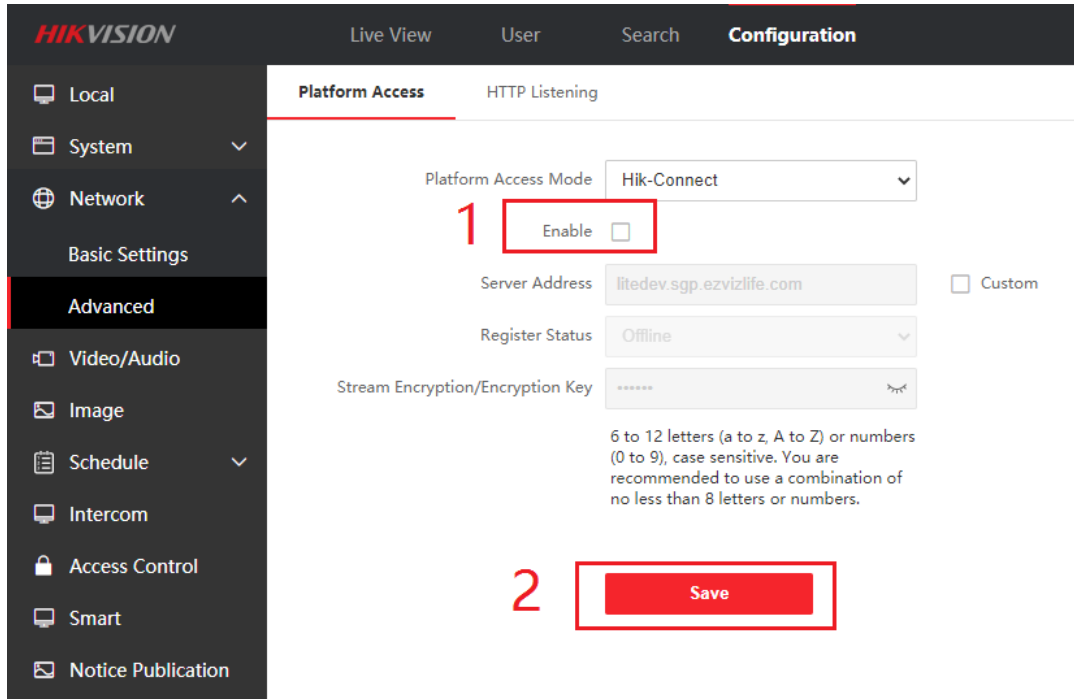 HIKVISION Live View User Search Configuration
Local
System
Network
Basic Settings
Advanced
Video/Audio
Image
Schedule
Intercom
Access Control
Smart
Notice Publication
Platform Access HTTP Listening
Platform Access Mode Hik-Connect
1 Enable
Server Address litedev.sgp.ezvizlife.com Custom
Register Status Offline
Stream Encryption/Encryption Key ••••••
6 to 12 letters (a to z, A to Z) or numbers
(0 to 9), case sensitive. You are
recommended to use a combination of
no less than 8 letters or numbers.
2 Save